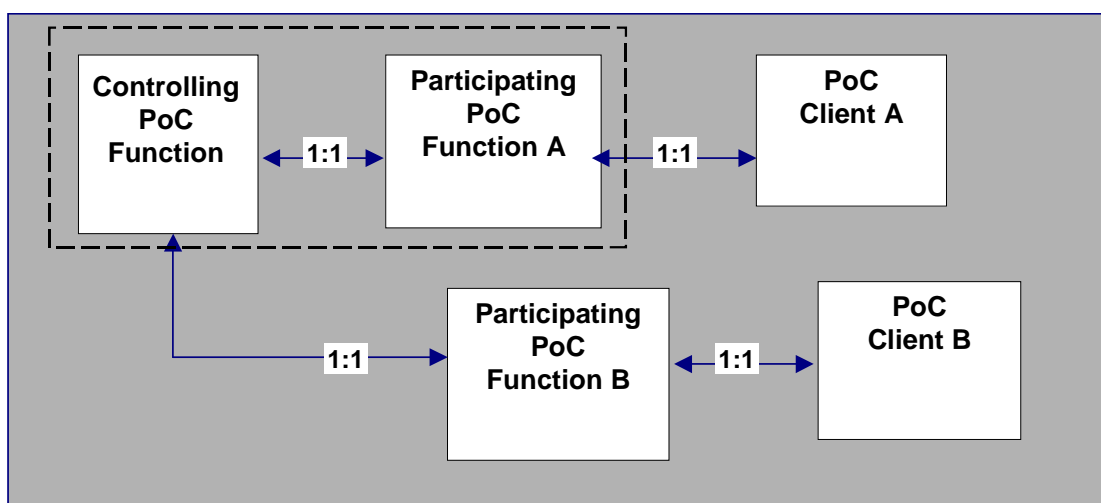 Controlling
PoC
Function
1:1
Participating
PoC
Function A
1:1
PoC
Client A
1:1
Participating
PoC
Function B
1:1
PoC
Client B